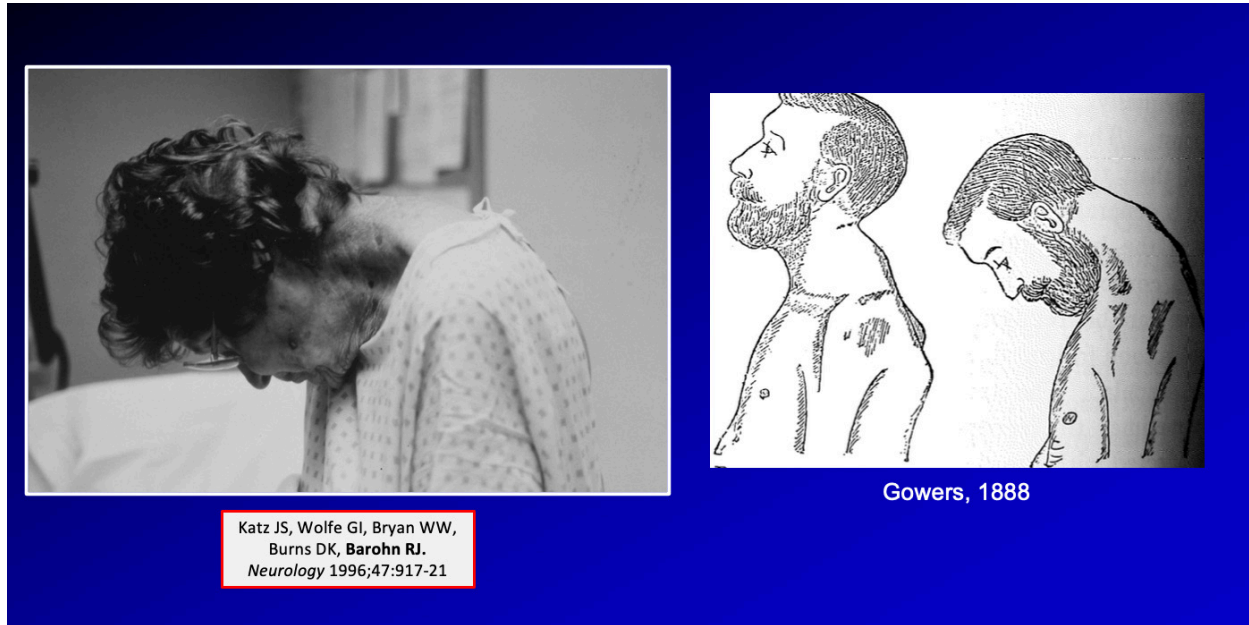 Katz JS, Wolfe GI, Bryan WW,
Burns DK, Barohn RJ.
Neurology 1996;47:917-21
Gowers, 1888